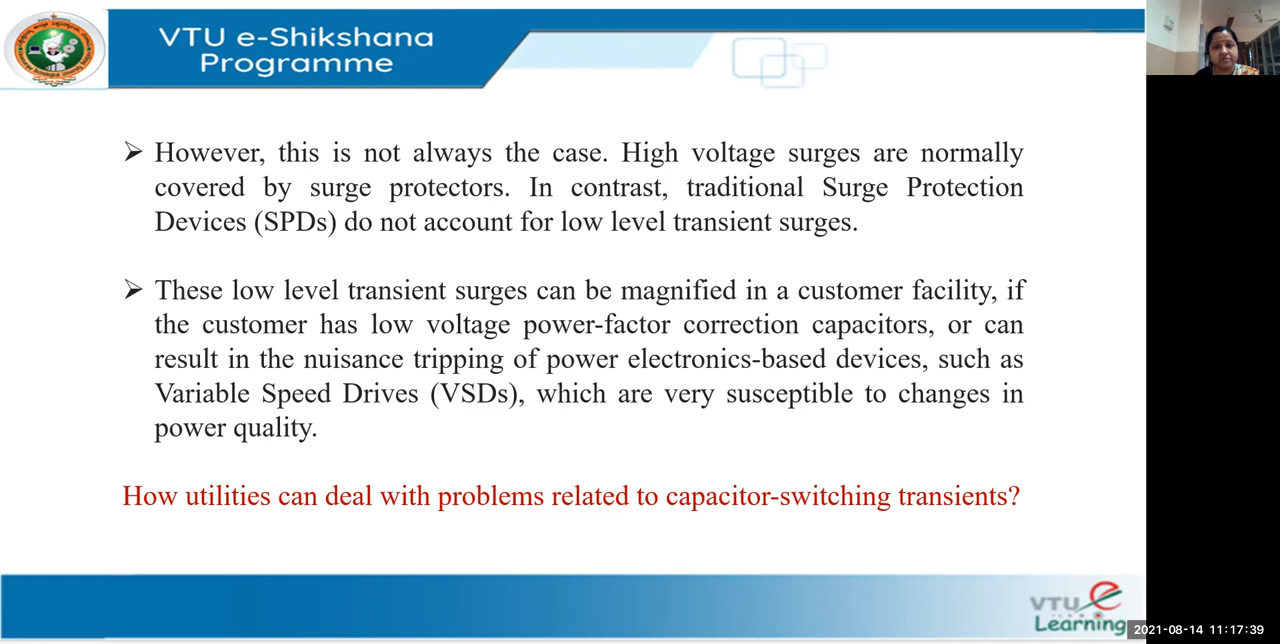 VTU e-Shikshana
Programme
➢ However, this is not always the case. High voltage surges are normally
covered by surge protectors. In contrast, traditional Surge Protection
Devices (SPDs) do not account for low level transient surges.
➢ These low level transient surges can be magnified in a customer facility, if
the customer has low voltage power-factor correction capacitors, or can
result in the nuisance tripping of power electronics-based devices, such as
Variable Speed Drives (VSDs), which are very susceptible to changes in
power quality.
How utilities can deal with problems related to capacitor-switching transients?
VTU e
Learning
2021-08-14 11:17:39